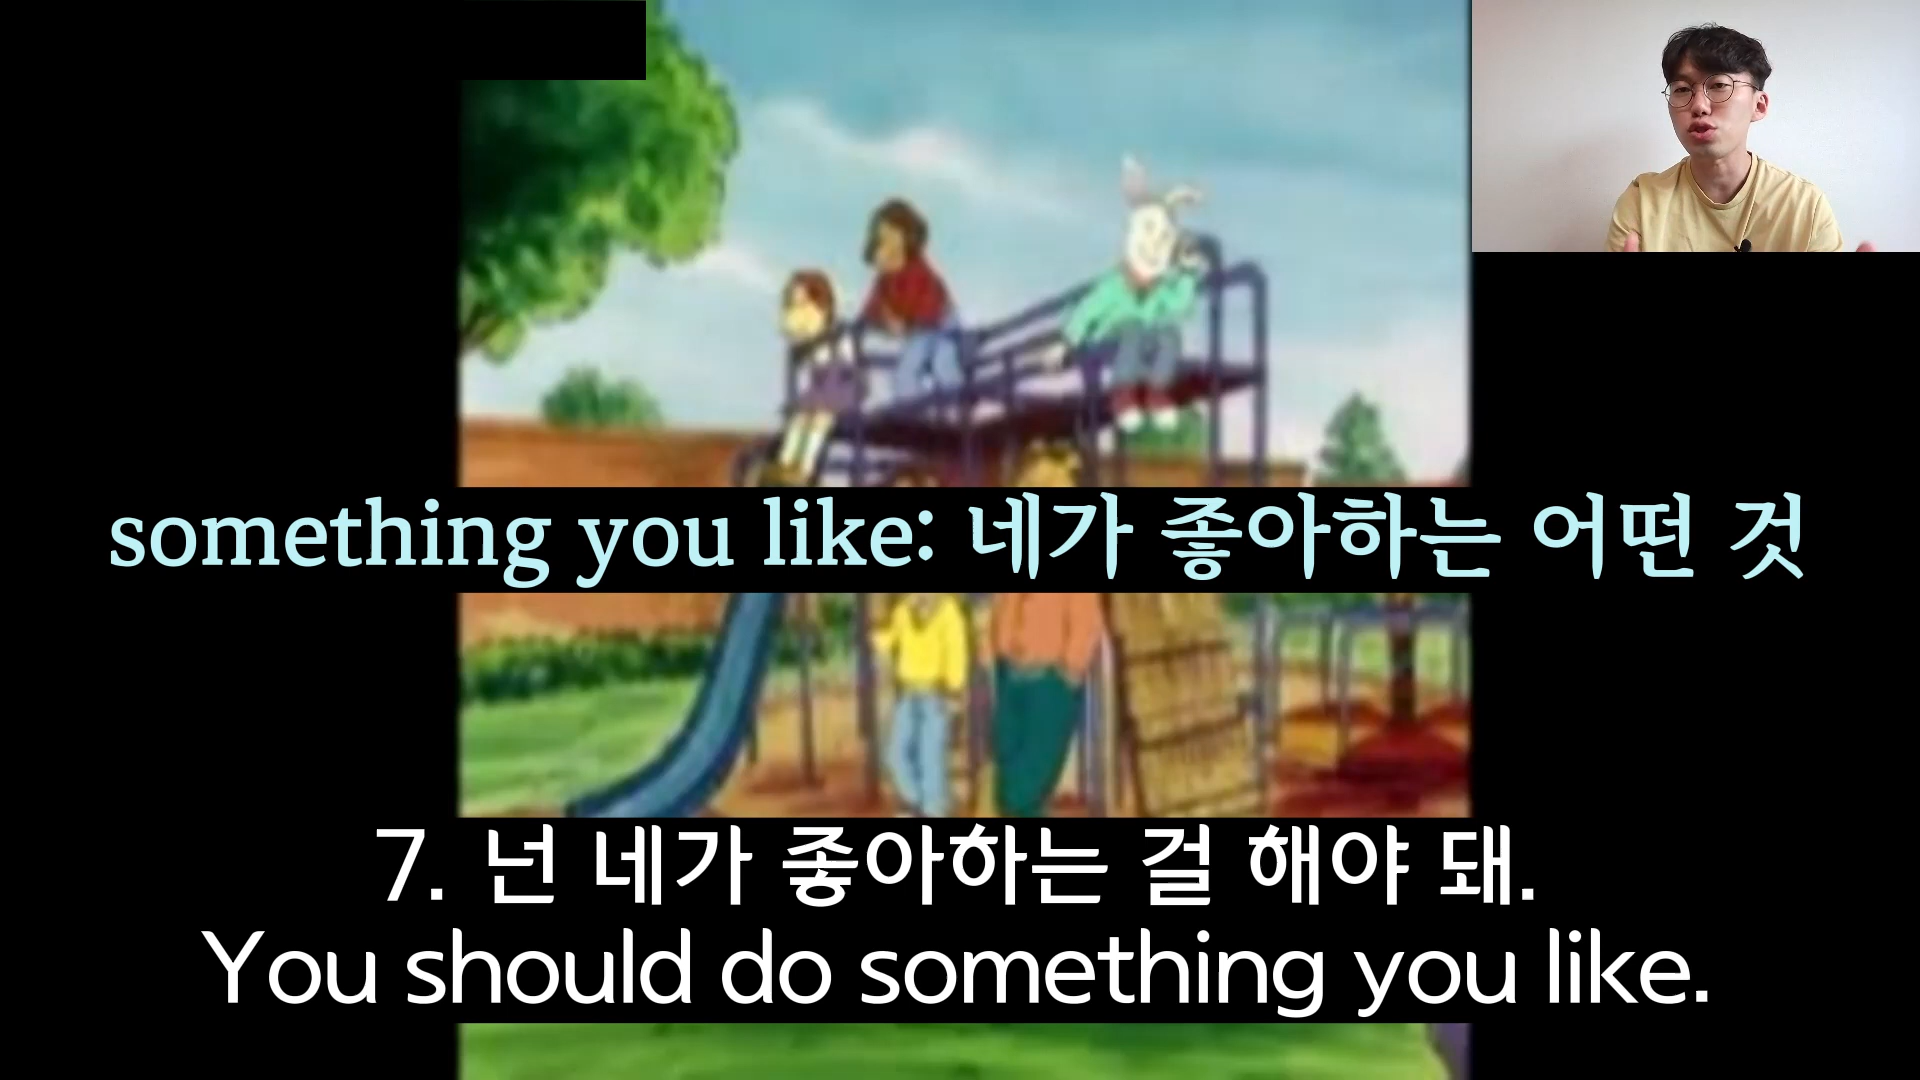 something you like: 네가 좋아하는 어떤 것
7. 넌 네가 좋아하는 걸 해야 돼.
You should do something you like.